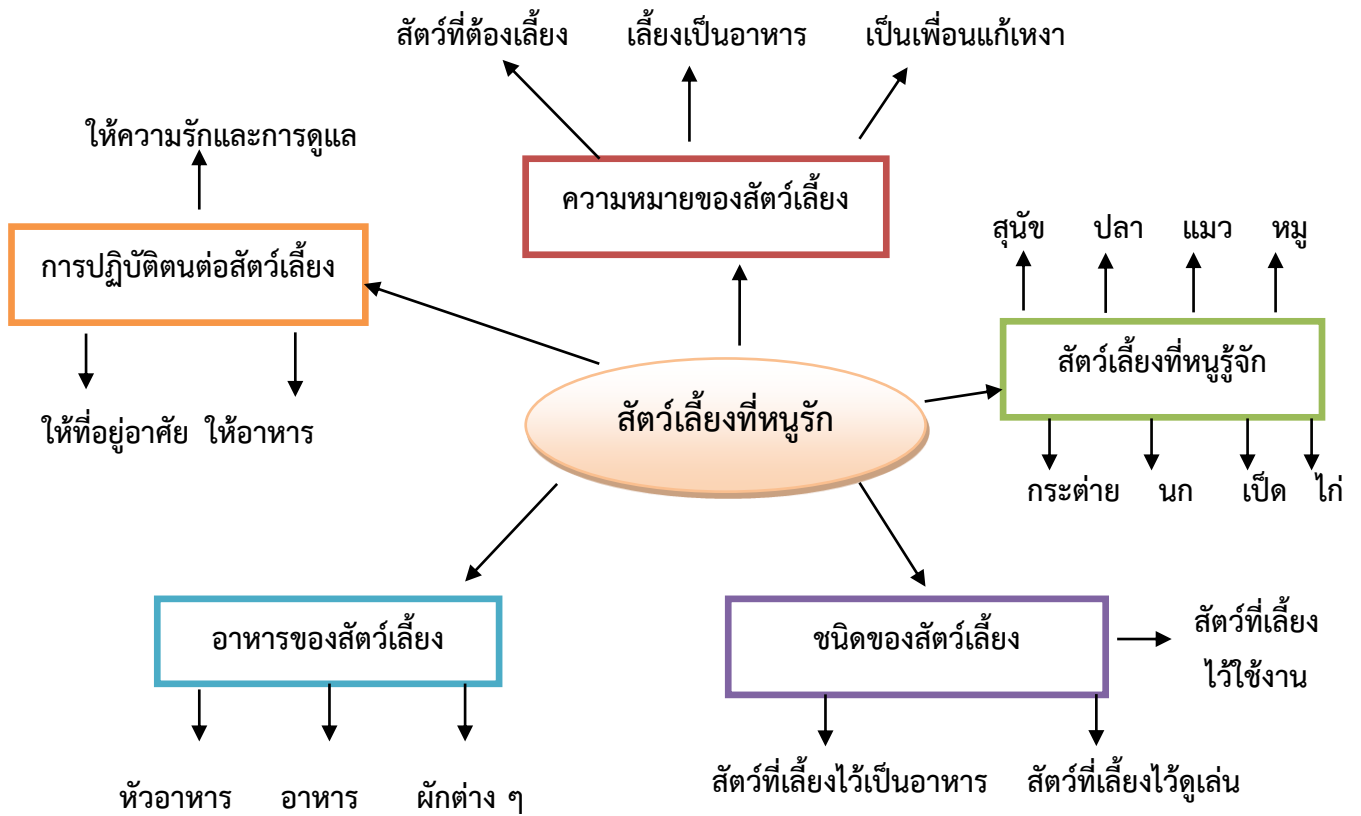 สัตว์ที่ต้องเลี้ยง เลี้ยงเป็นอาหาร เป็นเพื่อนแก้เหงา
ให้ความรักและการดูแล
ความหมายของสัตว์เลี้ยง
สุนัข ปลา แมว หมู
การปฏิบัติตนต่อสัตว์เลี้ยง
สัตว์เลี้ยงที่หนูรู้จัก
สัตว์เลี้ยงที่หนูรัก
ให้ที่อยู่อาศัย ให้อาหาร
กระต่าย นก เป็ด ไก่
อาหารของสัตว์เลี้ยง
ชนิดของสัตว์เลี้ยง
สัตว์ที่เลี้ยง
ไว้ใช้งาน
สัตว์ที่เลี้ยงไว้เป็นอาหาร สัตว์ที่เลี้ยงไว้ดูเล่น
หัวอาหาร อาหาร ผักต่าง ๆ